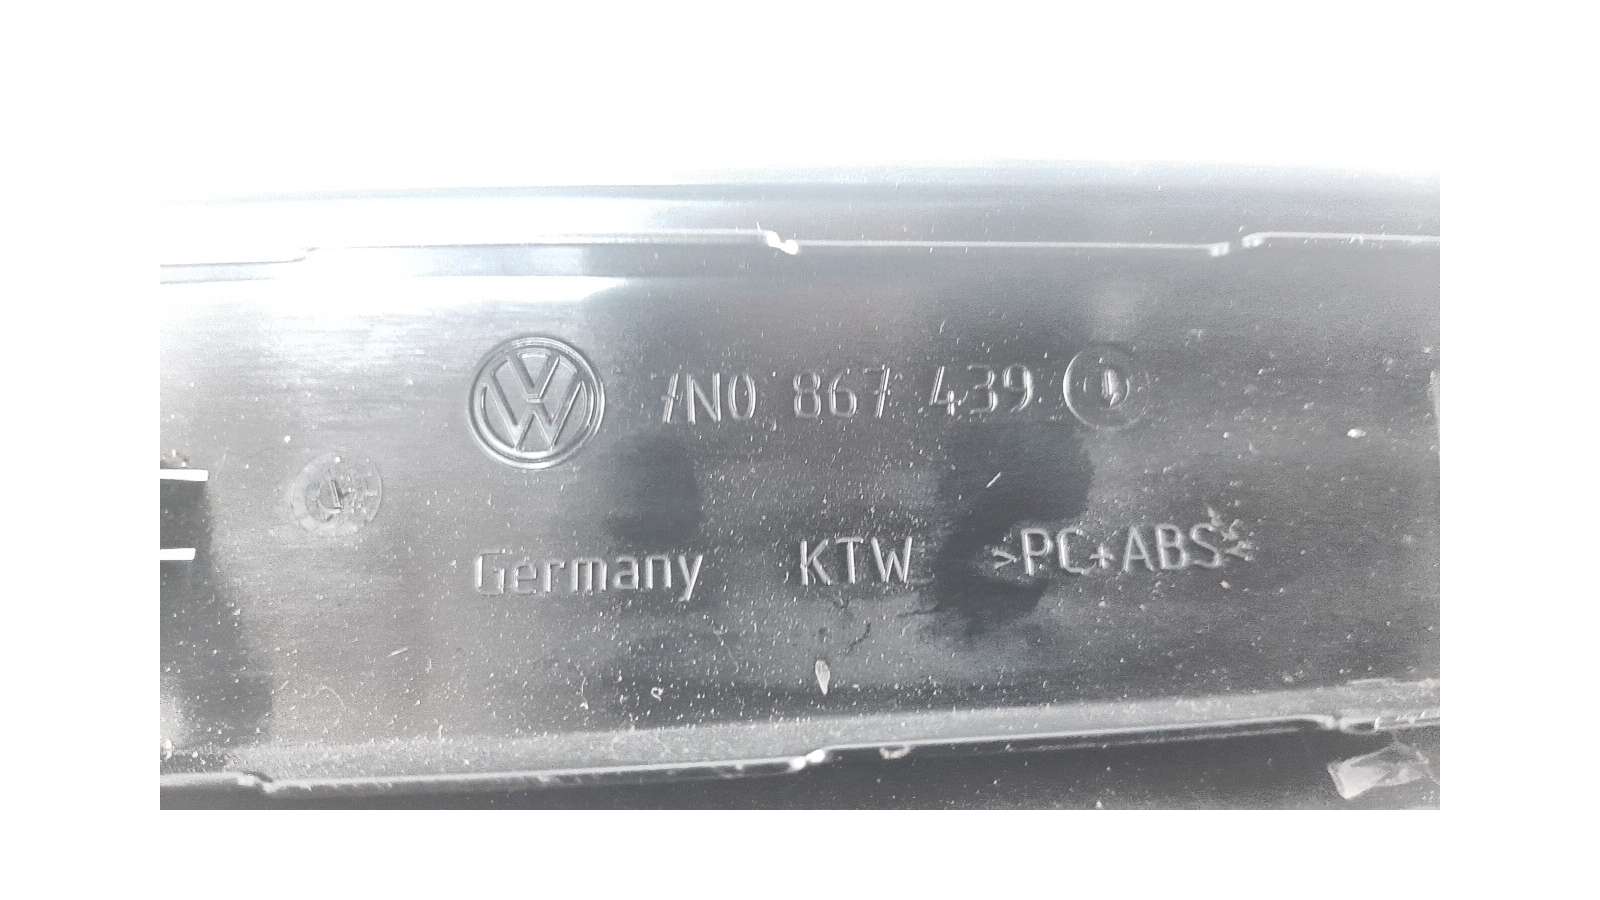 7N0 867 439
Germany KTW >PC+ABS<